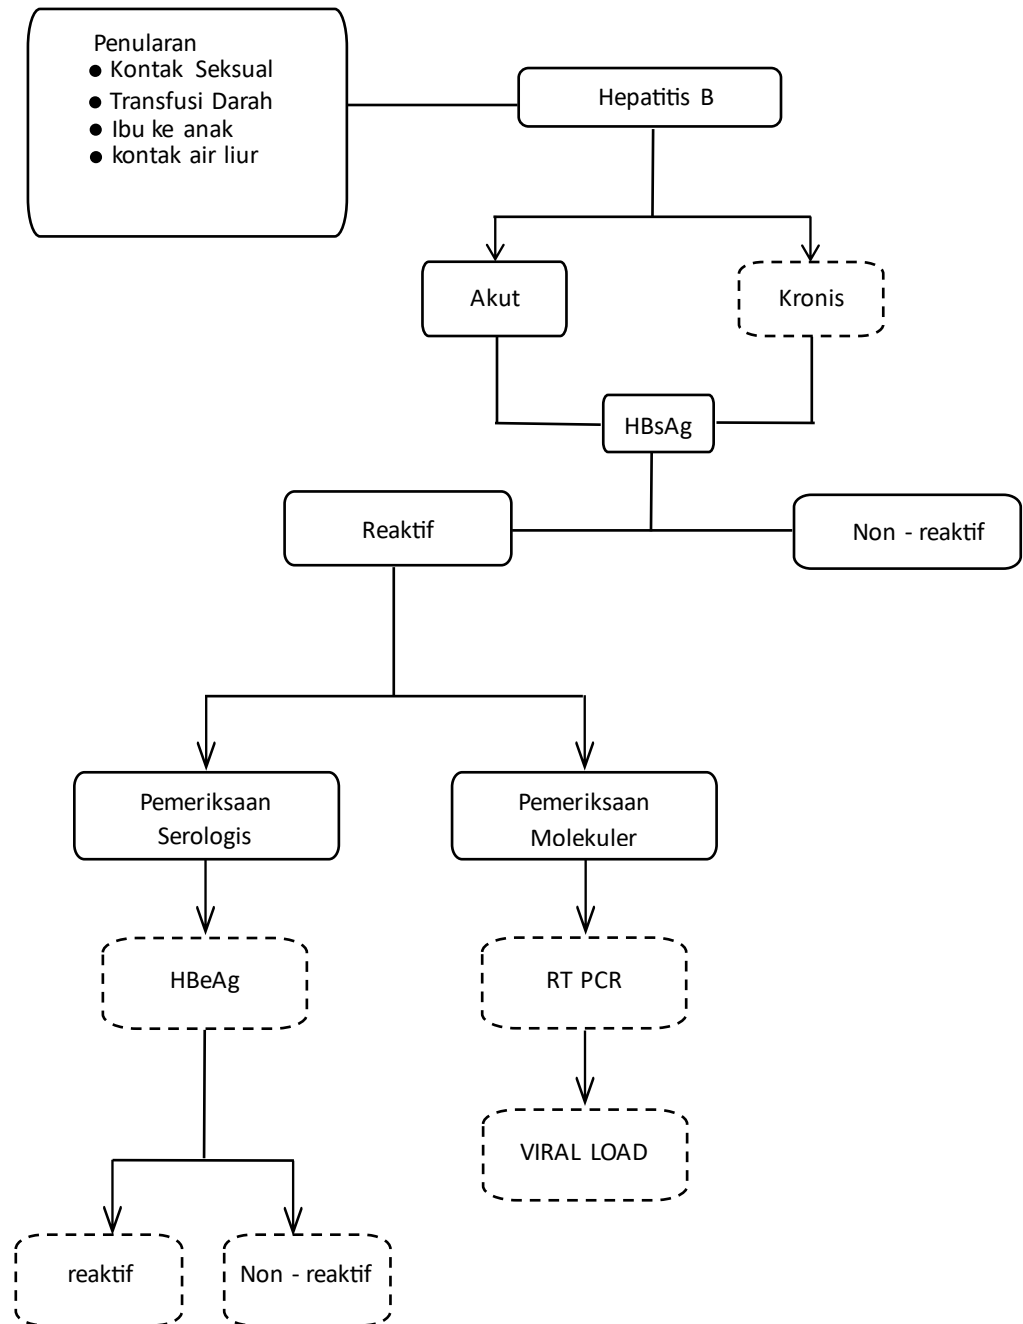 Penularan
● Kontak Seksual
● Transfusi Darah
● Ibu ke anak
● kontak air liur
Hepatitis B
Akut
Kronis
HBsAg
Reaktif
Non - reaktif
Pemeriksaan
Serologis
Pemeriksaan
Molekuler
HBeAg
RT PCR
VIRAL LOAD
reaktif
Non - reaktif